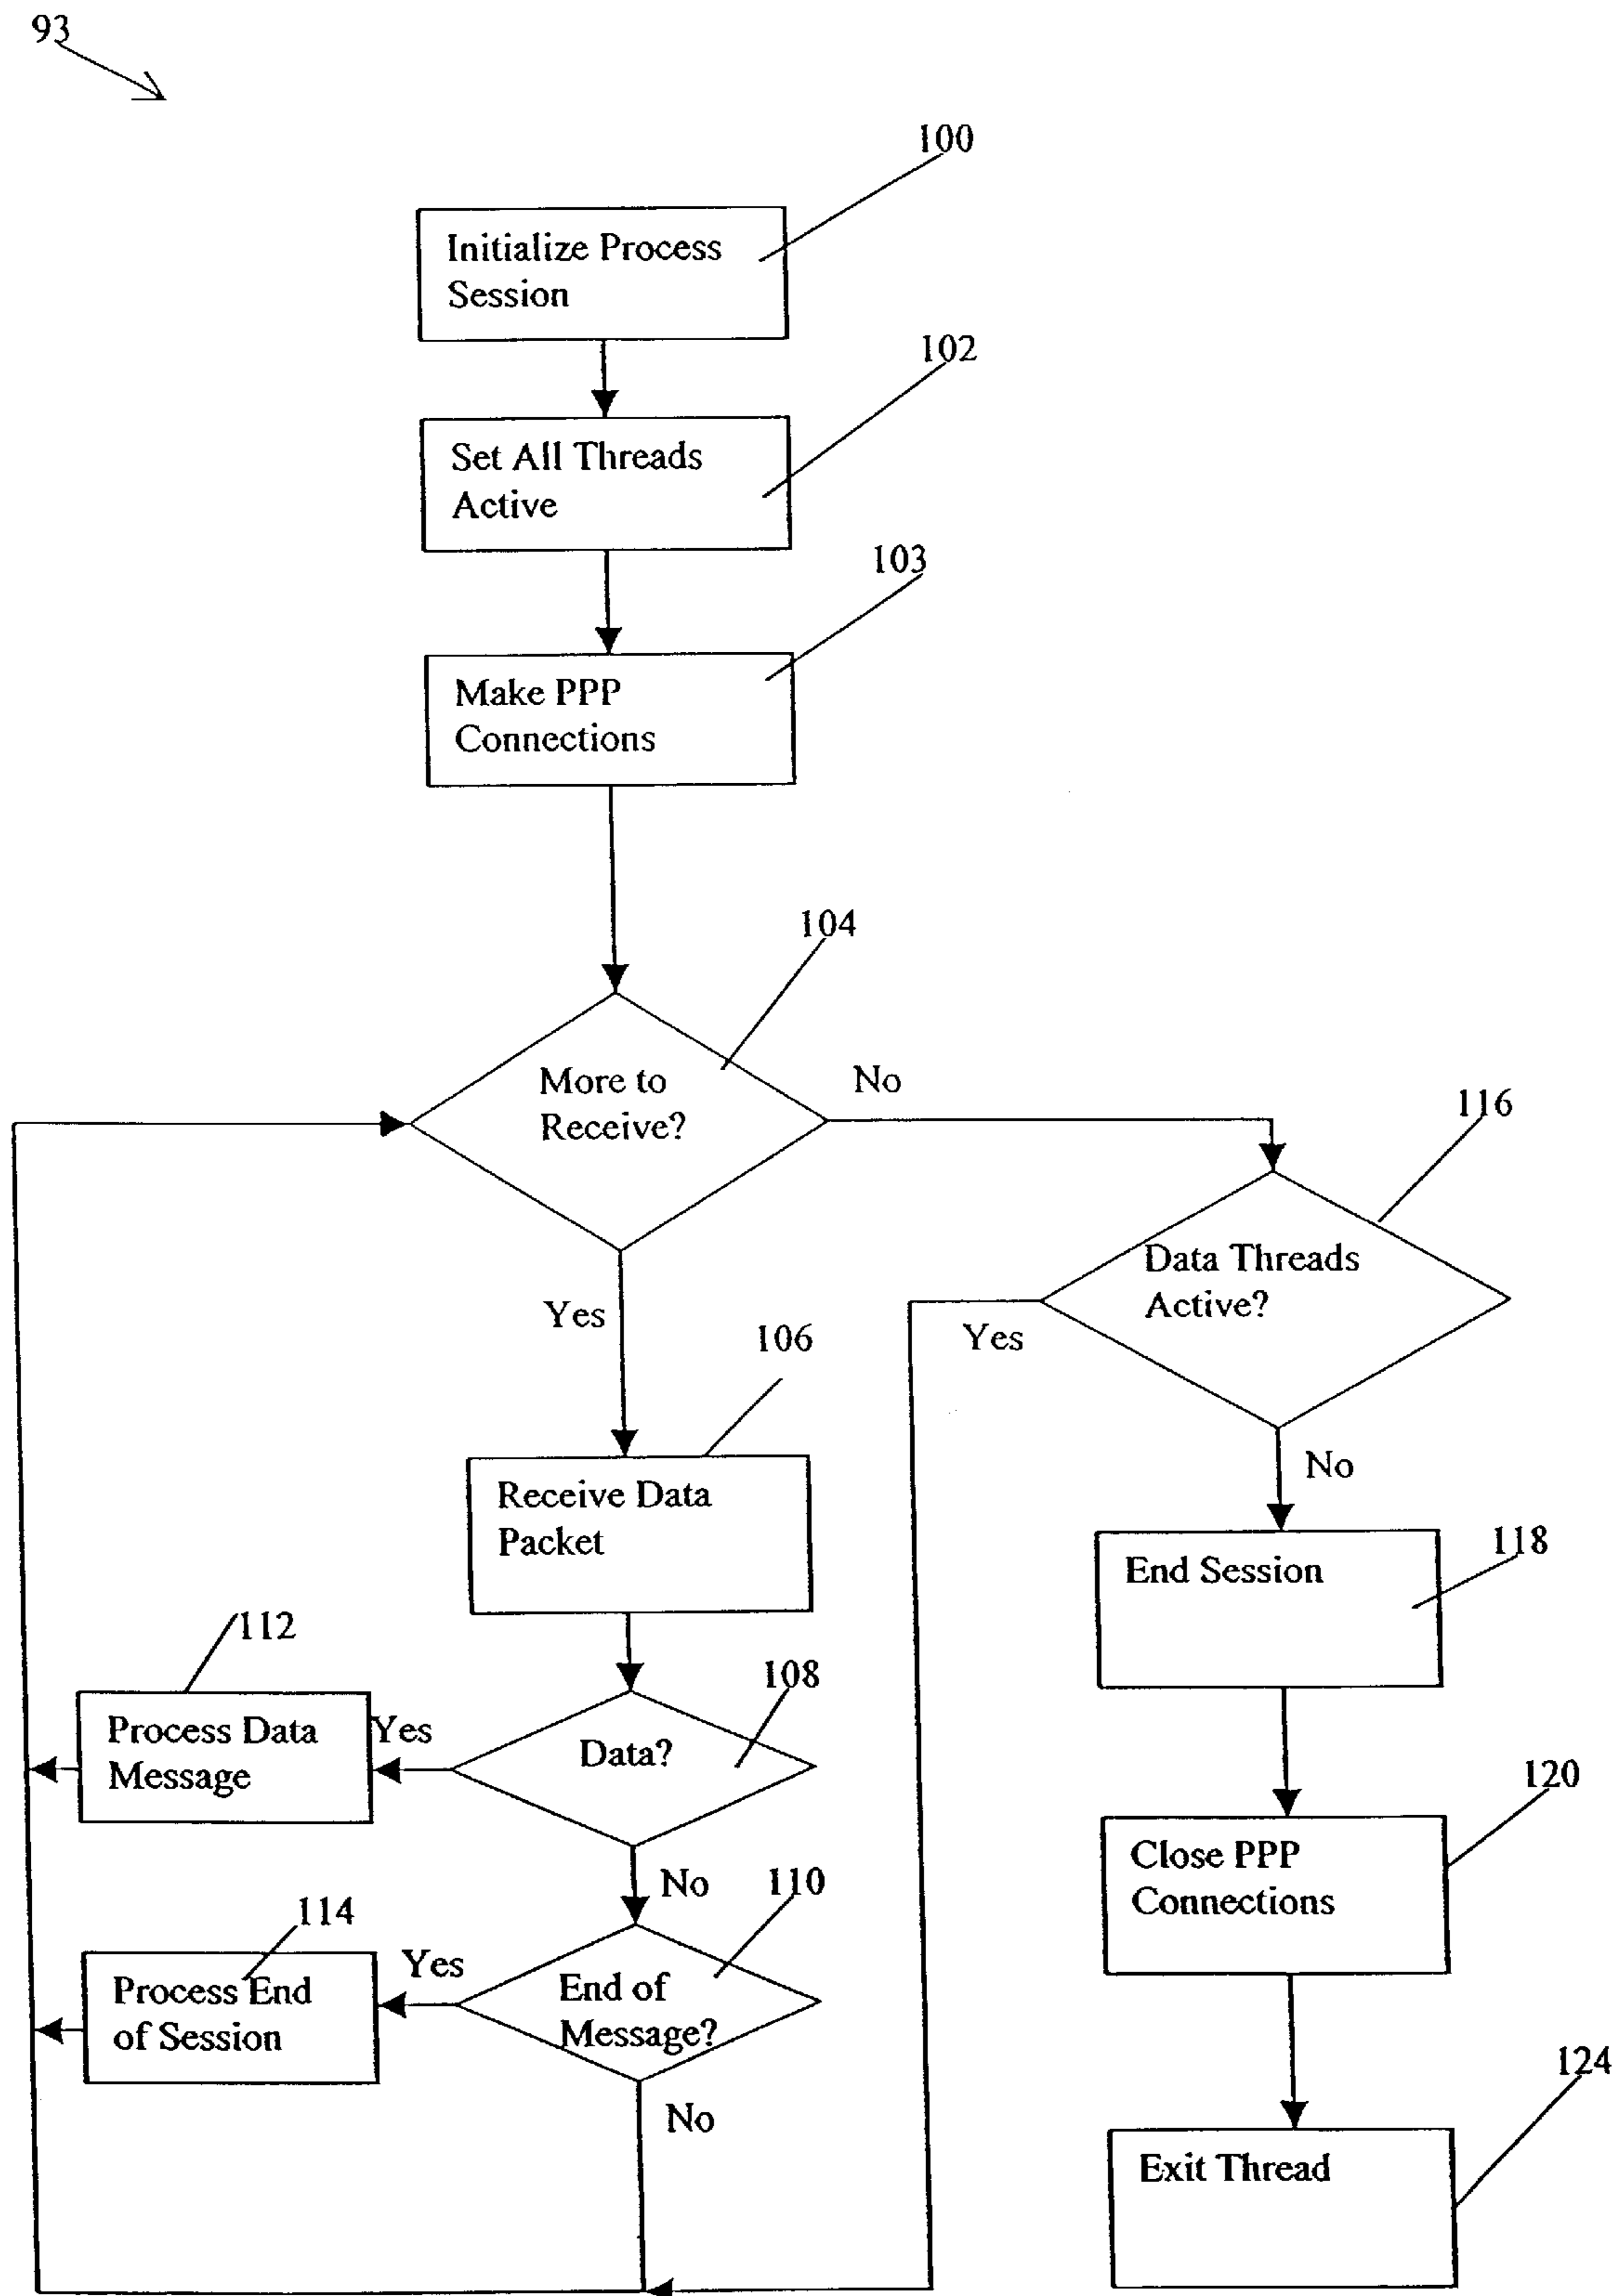 93
100
Initialize Process
Session
102
Set All Threads
Active
103
Make PPP
Connections
104
More to
Receive?
No
116
Data Threads
Active?
Yes
Yes
106
No
Receive Data
Packet
118
End Session
112
108
Process Data
Message
Yes
Data?
120
Close PPP
Connections
No
110
114
Process End
of Session
Yes
End of
Message?
124
No
Exit Thread